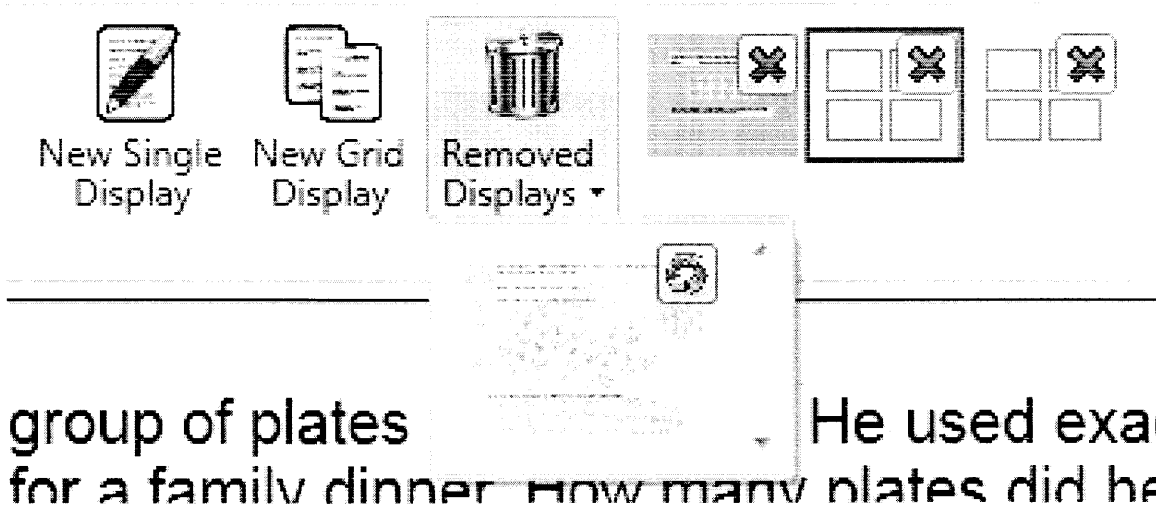 New Single
Display
New Grid
Display
Removed
Displays
group of plates He used
for a family dinner. How many plates did he